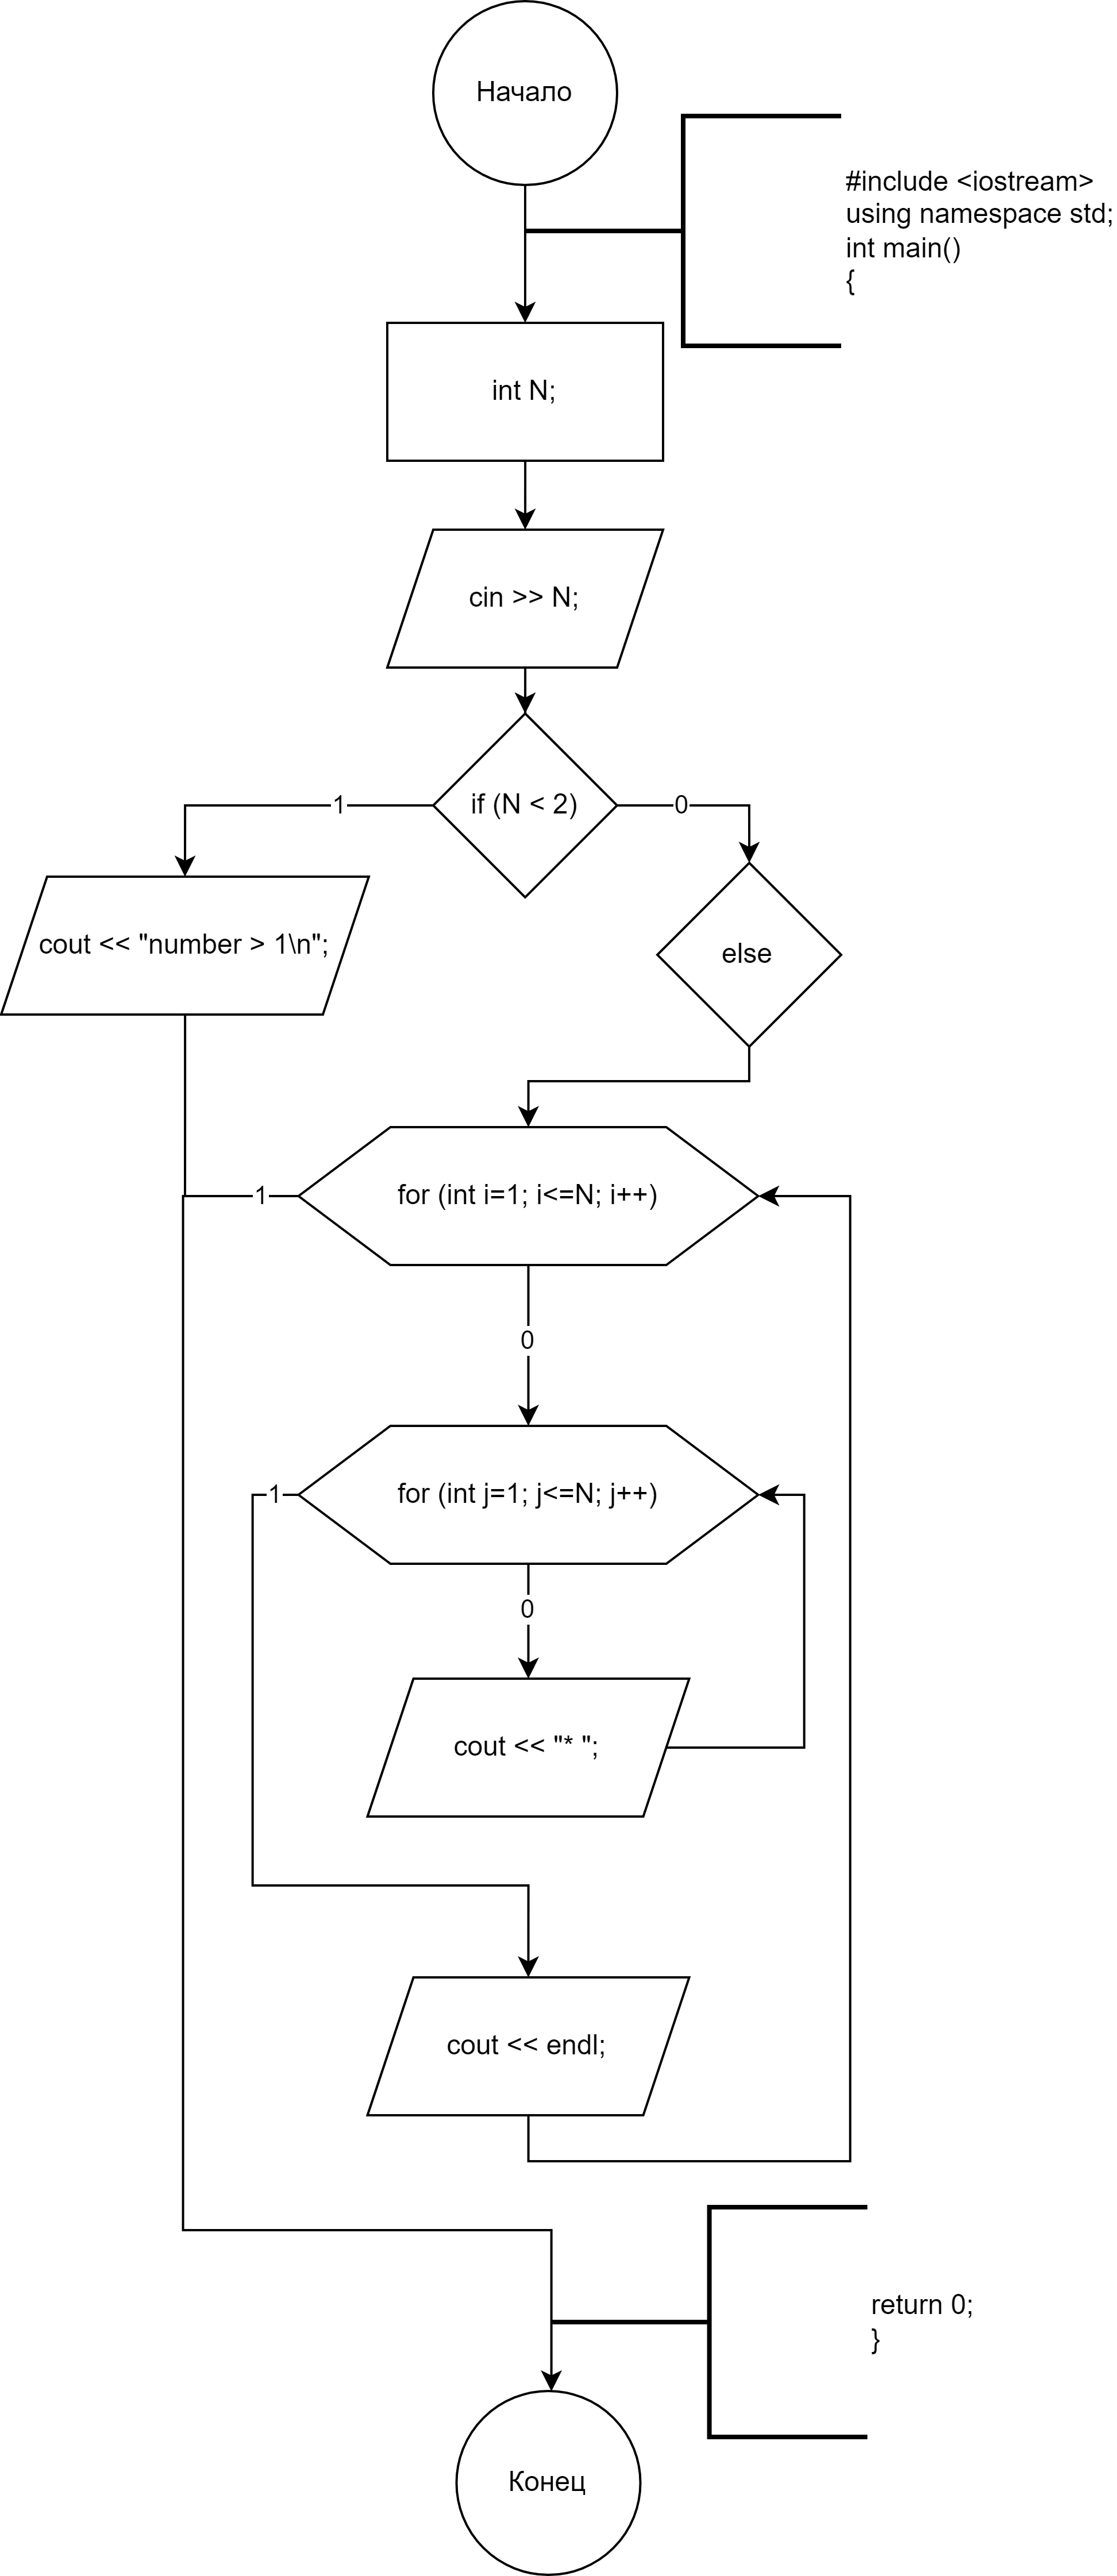 Начало
#include <iostream>
using namespace std;
int main()
{
int N;
cin >> N;
if (N < 2)
1
0
cout << "number > 1\n";
else
for (int i=1; i<=N; i++)
1
0
for (int j=1; j<=N; j++)
1
0
cout << "* ";
cout << endl;
return 0;
}
Конец